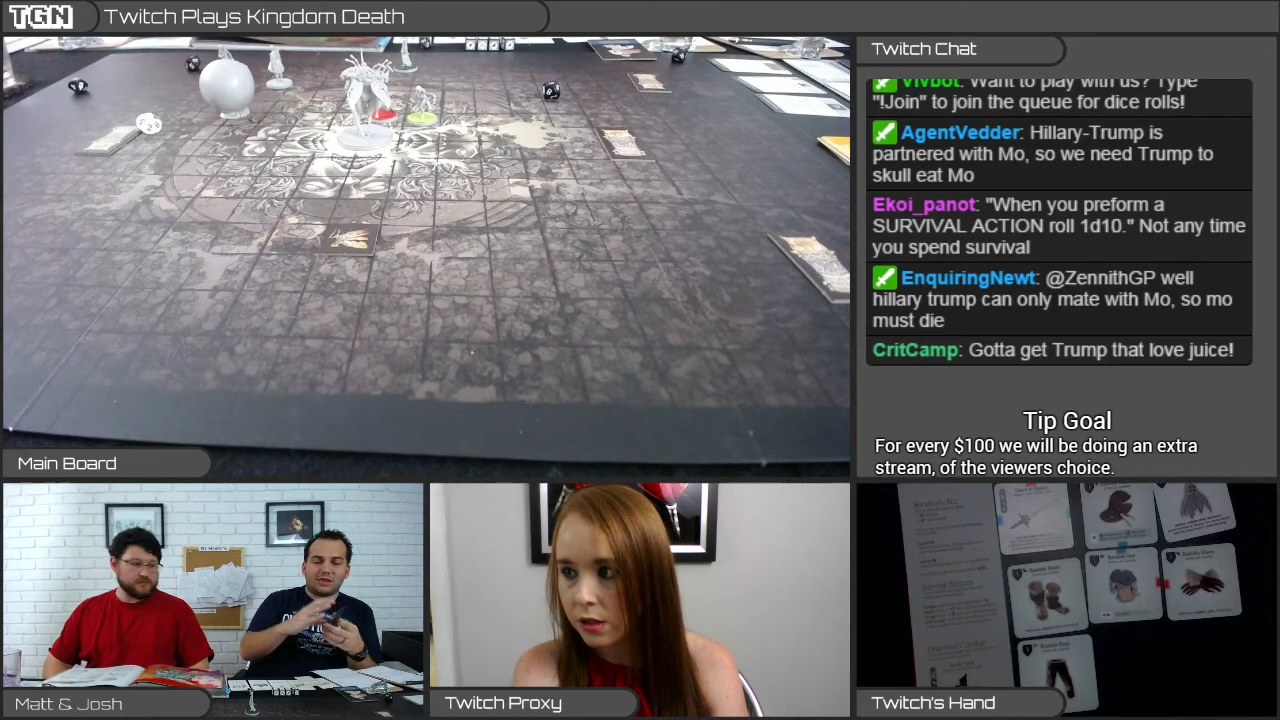 TGN
Twitch Plays Kingdom Death
Twitch Chat
Vivbot: Want to play with us? Type
"!Join" to join the queue for dice rolls!
AgentVedder: Hillary-Trump is
partnered with Mo, so we need Trump to
skull eat Mo
Ekoi_panot: "When you preform a
SURVIVAL ACTION roll 1d10." Not any time
you spend survival
EnquiringNewt: @ZennithGP well
hillary trump can only mate with Mo, so mo
must die
CritCamp: Gotta get Trump that love juice!
Tip Goal
For every $100 we will be doing an extra
stream, of the viewers choice.
Main Board
Matt & Josh
Twitch Proxy
Twitch's Hand